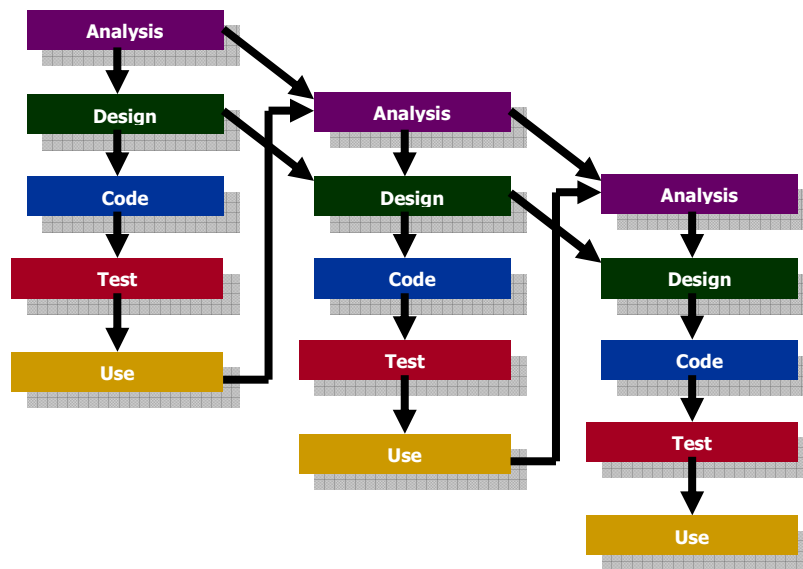 Analysis
Design
Code
Test
Use
Analysis
Design
Code
Test
Use
Analysis
Design
Code
Test
Use